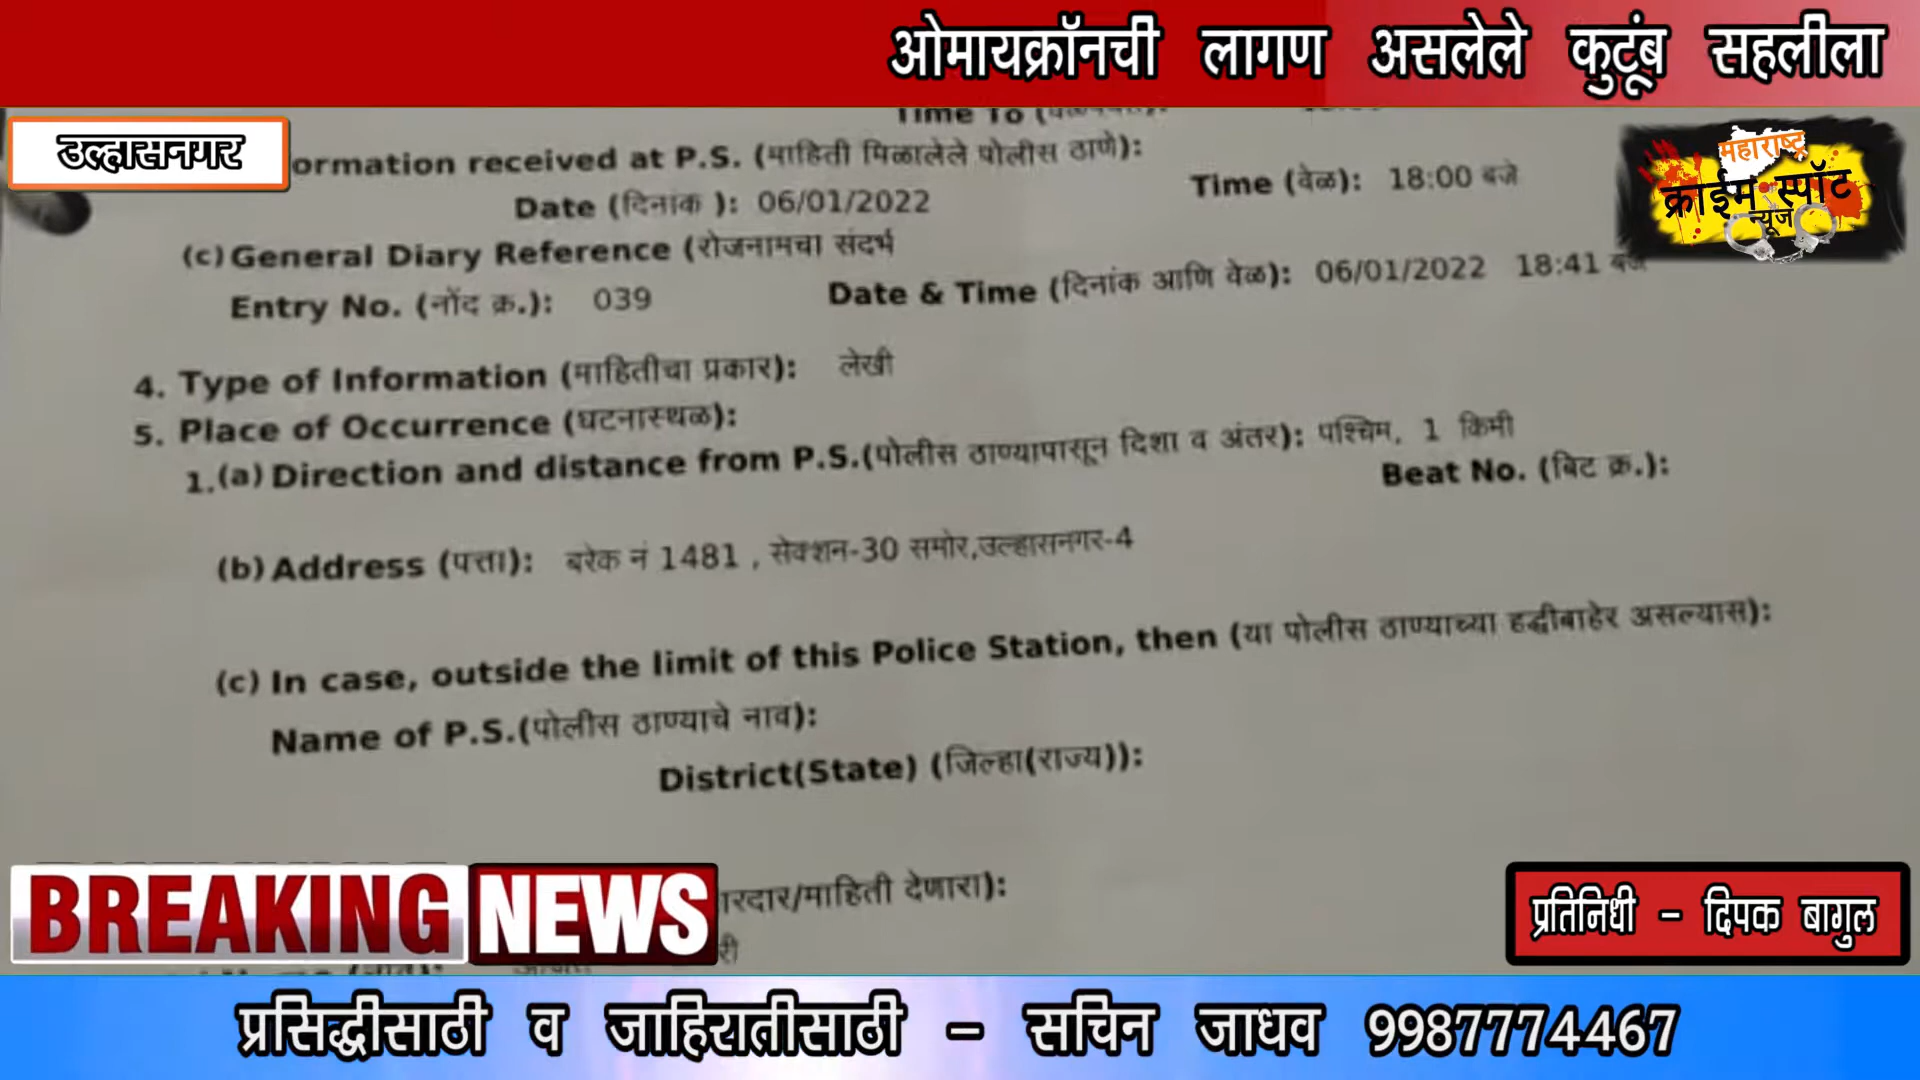 ओमायक्रॉनची लागण असलेले कुटूंब सहलीला
उल्हासनगर
महाराष्ट्र
क्राईम स्पॉट
न्यूज
Time To
ormation received at P.S. (माहिती मिळालेले पोलीस ठाणे):
Date (दिनांक ): 06/01/2022 Time (वेळ): 18:00 बजे
(c) General Diary Reference (रोजनामचा संदर्भ
Entry No. (नोंद क्र.): 039 Date & Time (दिनांक आणि वेळ): 06/01/2022 18:41 बजे
4. Type of Information (माहितीचा प्रकार): लेखी
5. Place of Occurrence (घटनास्थळ):
1.(a) Direction and distance from P.S.(पोलीस ठाण्यापासून दिशा व अंतर): पश्चिम, 1 किमी
Beat No. (बिट क्र.):
(b) Address (पत्ता): बरेक नं 1481 , सेक्शन-30 समोर,उल्हासनगर-4
(c) In case, outside the limit of this Police Station, then (या पोलीस ठाण्याच्या हद्दीबाहेर असल्यास):
Name of P.S.(पोलीस ठाण्याचे नाव):
District(State) (जिल्हा(राज्य)):
रदार/माहिती देणारा):
BREAKING NEWS
प्रतिनिधी - दिपक बागुल
प्रसिद्धीसाठी व जाहिरातीसाठी - सचिन जाधव 9987774467